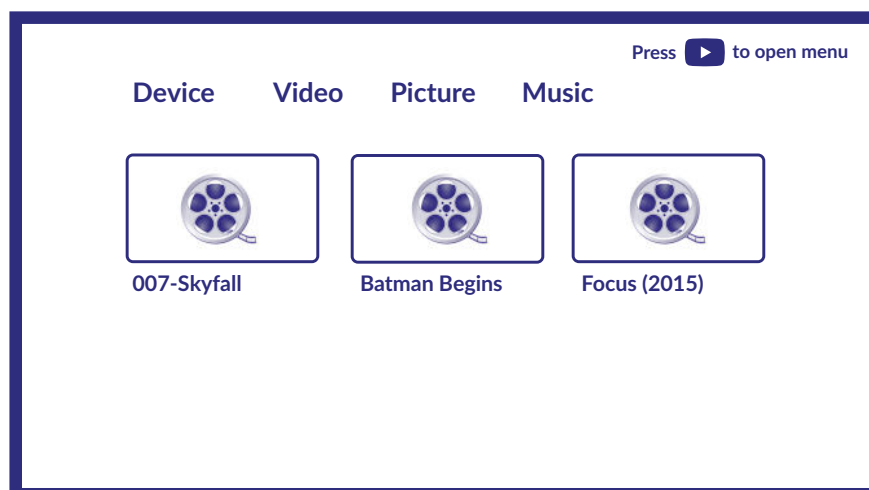 Press to open menu
Device Video Picture Music
007-Skyfall Batman Begins Focus (2015)